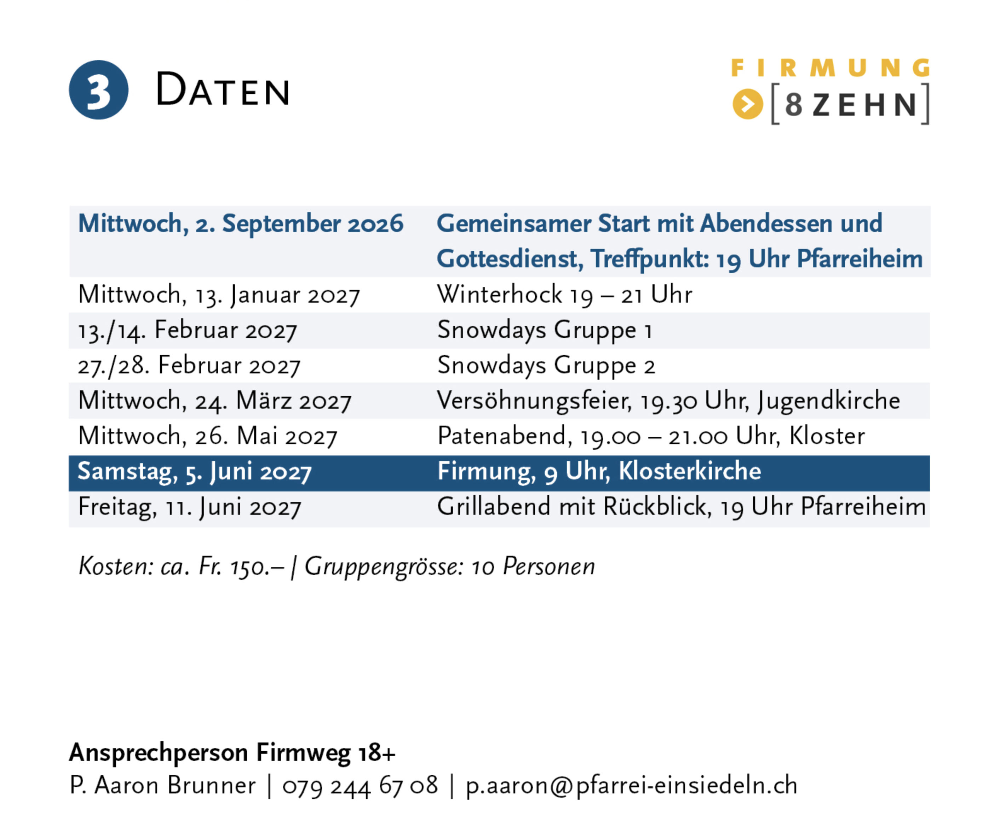 3 DATEN
FIRMUNG
[8ZEHN]
Mittwoch, 2. September 2026 Gemeinsamer Start mit Abendessen und
Gottesdienst, Treffpunkt: 19 Uhr Pfarreiheim
Mittwoch, 13. Januar 2027 Winterhock 19 – 21 Uhr
13./14. Februar 2027 Snowdays Gruppe 1
27./28. Februar 2027 Snowdays Gruppe 2
Mittwoch, 24. März 2027 Versöhnungsfeier, 19.30 Uhr, Jugendkirche
Mittwoch, 26. Mai 2027 Patenabend, 19.00 – 21.00 Uhr, Kloster
Samstag, 5. Juni 2027 Firmung, 9 Uhr, Klosterkirche
Freitag, 11. Juni 2027 Grillabend mit Rückblick, 19 Uhr Pfarreiheim
Kosten: ca. Fr. 150.– | Gruppengrösse: 10 Personen
Ansprechperson Firmweg 18+
P. Aaron Brunner | 079 244 67 08 | p.aaron@pfarrei-einsiedeln.ch